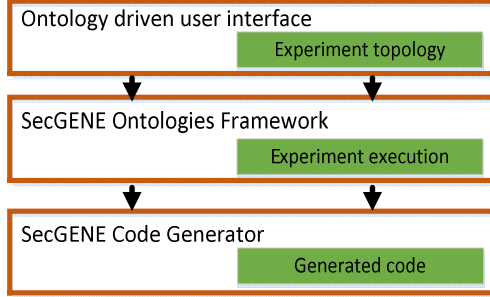 Ontology driven user interface
Experiment topology
SecGENE Ontologies Framework
Experiment execution
SecGENE Code Generator
Generated code